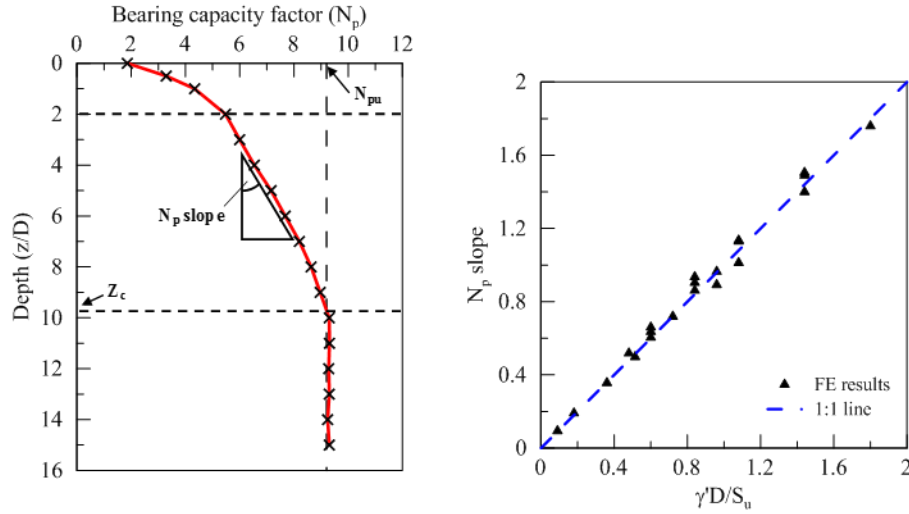 Bearing capacity factor (Nₚ)
0 2 4 6 8 10 12
Nₚᵤ
0
2
4
6
8
10
12
14
16
Depth (z/D)
Nₚ slop e
Z_c
2
1.6
1.2
0.8
0.4
0
Nₚ slope
FE results
1:1 line
0 0.4 0.8 1.2 1.6 2
γ'D/Sᵤ